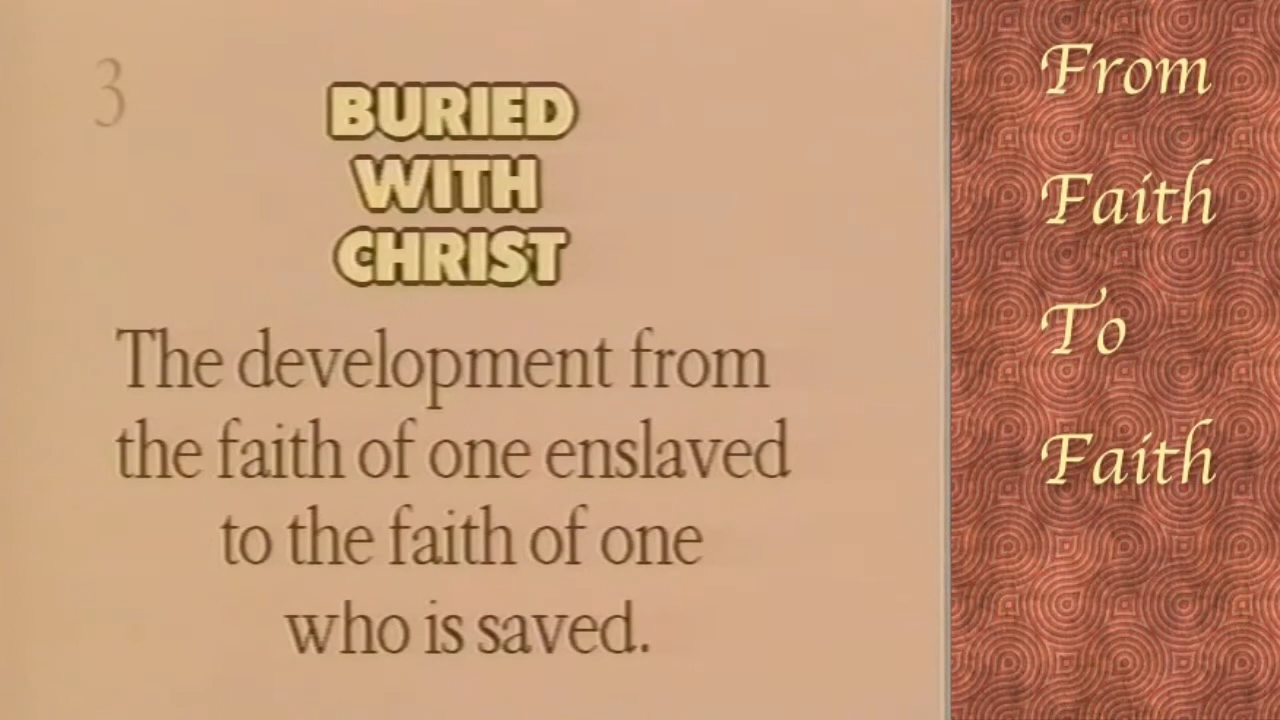 3
BURIED
WITH
CHRIST
The development from
the faith of one enslaved
to the faith of one
who is saved.
From
Faith
To
Faith